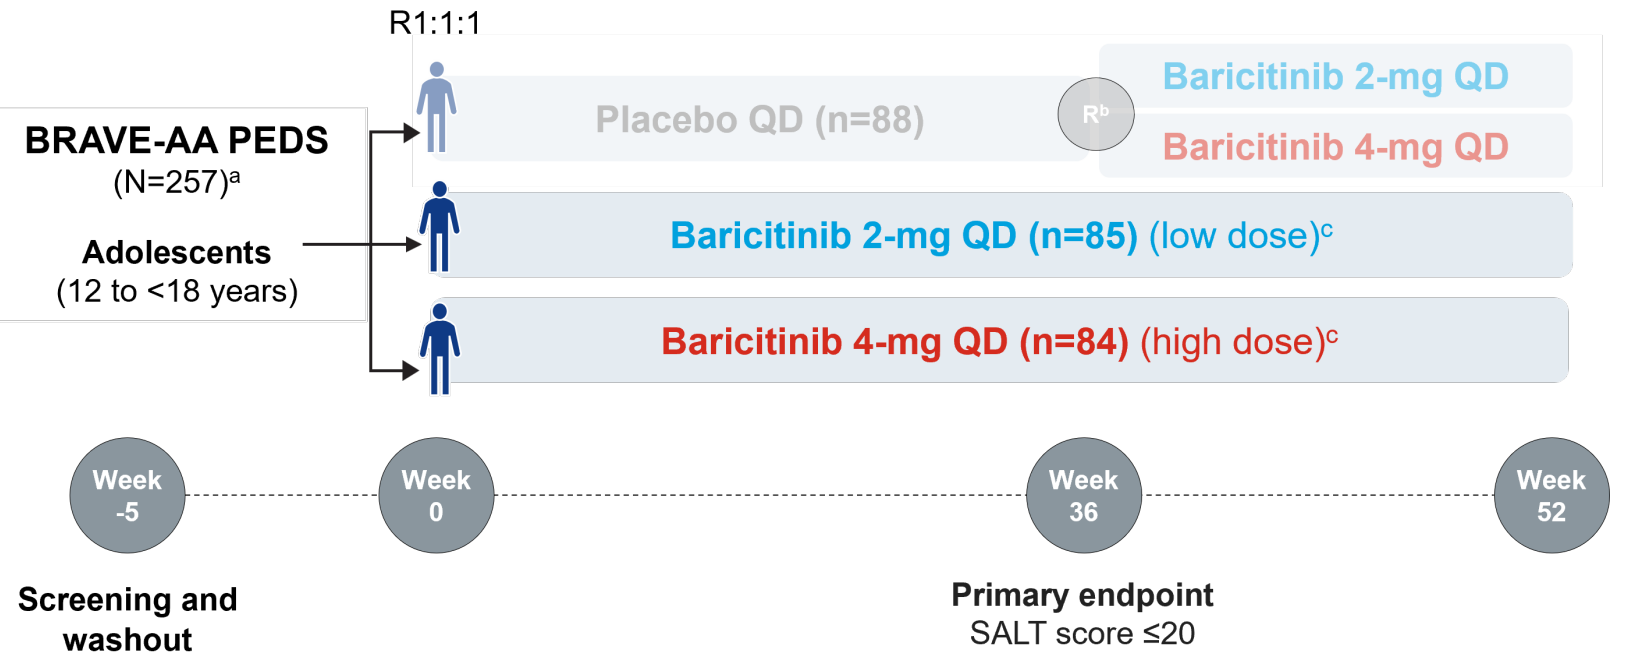 R1:1:1
BRAVE-AA PEDS
(N=257)ᵃ
Adolescents
(12 to <18 years)
Placebo QD (n=88)
Rᵇ
Baricitinib 2-mg QD
Baricitinib 4-mg QD
Baricitinib 2-mg QD (n=85) (low dose)ᶜ
Baricitinib 4-mg QD (n=84) (high dose)ᶜ
Week
-5
Week
0
Week
36
Week
52
Screening and
washout
Primary endpoint
SALT score ≤20